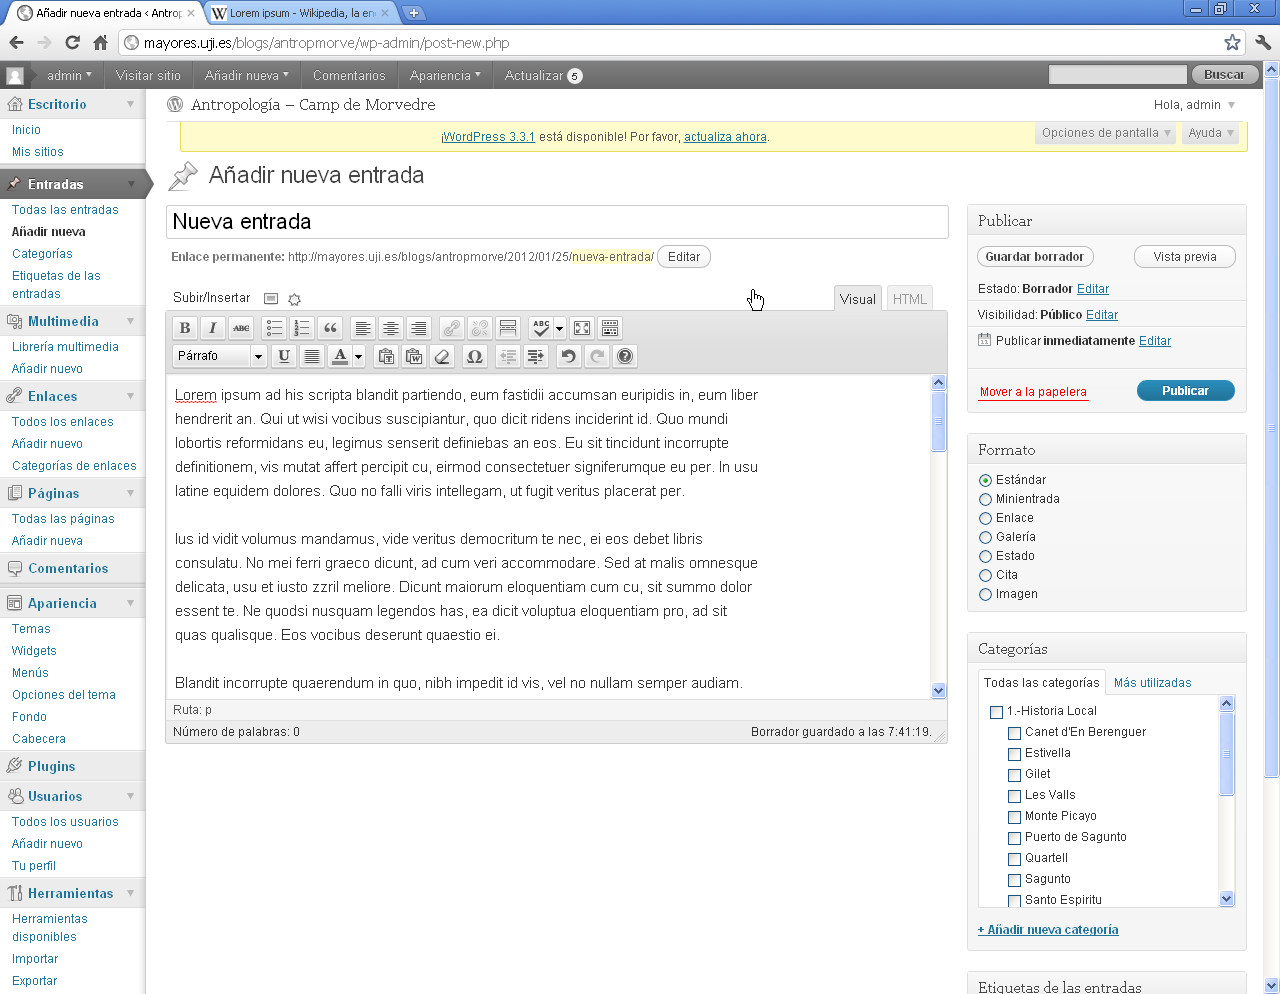 Añadir nueva entrada ‹ Antrop
Lorem ipsum - Wikipedia, la en
mayores.uji.es/blogs/antropmorve/wp-admin/post-new.php
admin Visitar sitio Añadir nueva Comentarios Apariencia Actualizar 5 Buscar
Antropología – Camp de Morvedre
Hola, admin
¡WordPress 3.3.1 está disponible! Por favor, actualiza ahora.
Opciones de pantalla Ayuda
Escritorio
Inicio
Mis sitios
Entradas
Todas las entradas
Añadir nueva
Categorías
Etiquetas de las
entradas
Multimedia
Librería multimedia
Añadir nuevo
Enlaces
Todos los enlaces
Añadir nuevo
Categorías de enlaces
Páginas
Todas las páginas
Añadir nueva
Comentarios
Apariencia
Temas
Widgets
Menús
Opciones del tema
Fondo
Cabecera
Plugins
Usuarios
Todos los usuarios
Añadir nuevo
Tu perfil
Herramientas
Herramientas
disponibles
Importar
Exportar
Añadir nueva entrada
Nueva entrada
Enlace permanente: http://mayores.uji.es/blogs/antropmorve/2012/01/25/nueva-entrada/ Editar
Subir/Insertar
Visual HTML
B I ABC ABC
Párrafo U A Ω
Lorem ipsum ad his scripta blandit partiendo, eum fastidii accumsan euripidis in, eum liber
hendrerit an. Qui ut wisi vocibus suscipiantur, quo dicit ridens inciderint id. Quo mundi
lobortis reformidans eu, legimus senserit definiebas an eos. Eu sit tincidunt incorrupte
definitionem, vis mutat affert percipit cu, eirmod consectetuer signiferumque eu per. In usu
latine equidem dolores. Quo no falli viris intellegam, ut fugit veritus placerat per.
Ius id vidit volumus mandamus, vide veritus democritum te nec, ei eos debet libris
consulatu. No mei ferri graeco dicunt, ad cum veri accommodare. Sed at malis omnesque
delicata, usu et iusto zzril meliore. Dicunt maiorum eloquentiam cum cu, sit summo dolor
essent te. Ne quodsi nusquam legendos has, ea dicit voluptua eloquentiam pro, ad sit
quas qualisque. Eos vocibus deserunt quaestio ei.
Blandit incorrupte quaerendum in quo, nibh impedit id vis, vel no nullam semper audiam.
Ruta: p
Número de palabras: 0
Borrador guardado a las 7:41:19.
Publicar
Guardar borrador Vista previa
Estado: Borrador Editar
Visibilidad: Público Editar
Publicar inmediatamente Editar
Mover a la papelera Publicar
Formato
Estándar
Minientrada
Enlace
Galería
Estado
Cita
Imagen
Categorías
Todas las categorías Más utilizadas
1.-Historia Local
Canet d'En Berenguer
Estivella
Gilet
Les Valls
Monte Picayo
Puerto de Sagunto
Quartell
Sagunto
Santo Espiritu
+ Añadir nueva categoría
Etiquetas de las entradas